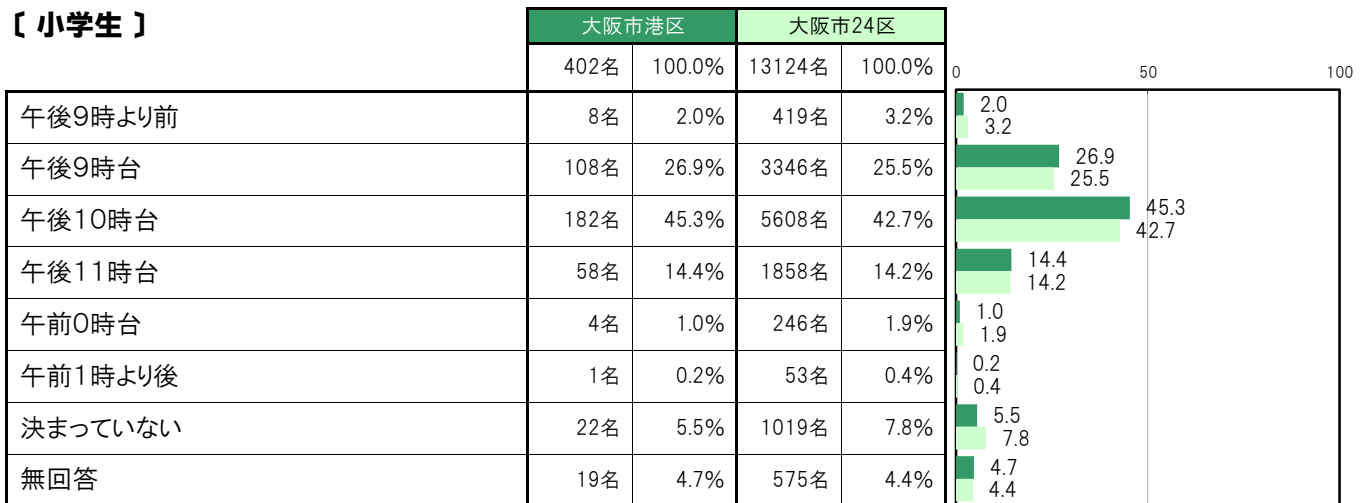 〔 小学生 〕
大阪市港区 大阪市24区
402名 100.0% 13124名 100.0% 0 50 100
午後9時より前 8名 2.0% 419名 3.2% 2.0
3.2
午後9時台 108名 26.9% 3346名 25.5% 26.9
25.5
午後10時台 182名 45.3% 5608名 42.7% 45.3
42.7
午後11時台 58名 14.4% 1858名 14.2% 14.4
14.2
午前0時台 4名 1.0% 246名 1.9% 1.0
1.9
午前1時より後 1名 0.2% 53名 0.4% 0.2
0.4
決まっていない 22名 5.5% 1019名 7.8% 5.5
7.8
無回答 19名 4.7% 575名 4.4% 4.7
4.4